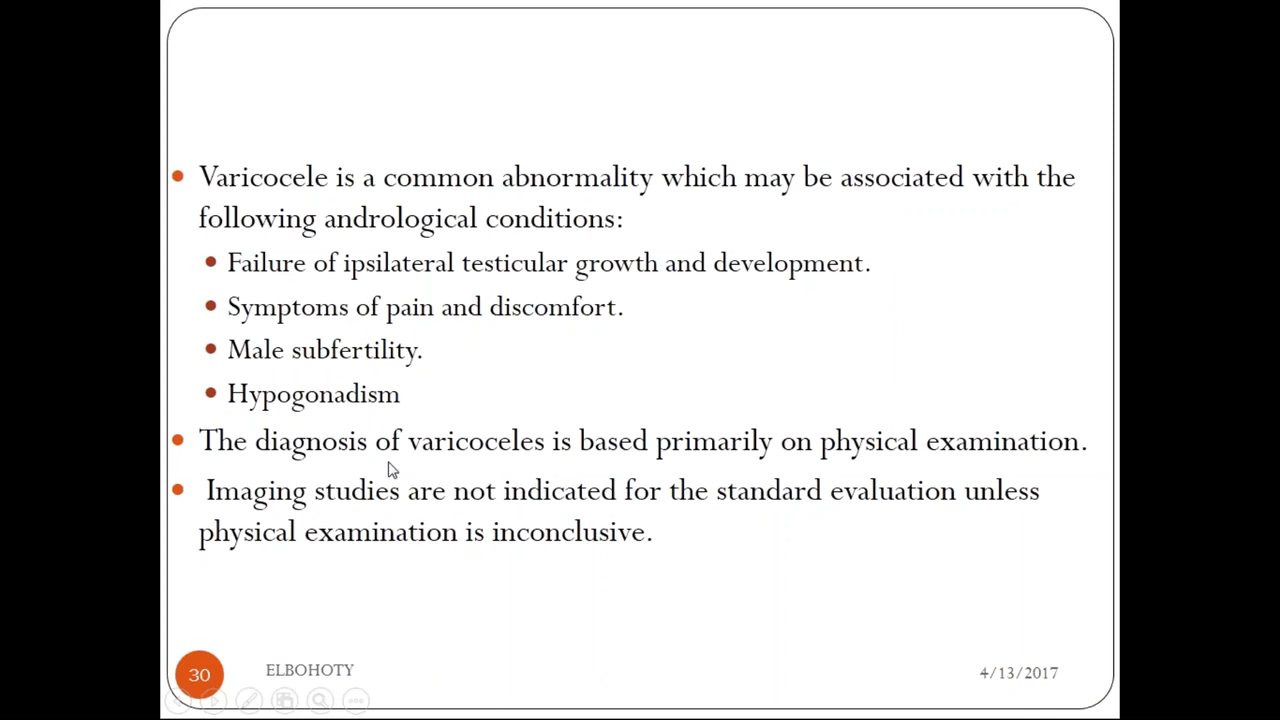 Varicocele is a common abnormality which may be associated with the
following andrological conditions:
Failure of ipsilateral testicular growth and development.
Symptoms of pain and discomfort.
Male subfertility.
Hypogonadism
The diagnosis of varicoceles is based primarily on physical examination.
Imaging studies are not indicated for the standard evaluation unless
physical examination is inconclusive.
30
ELBOHOTY
4/13/2017